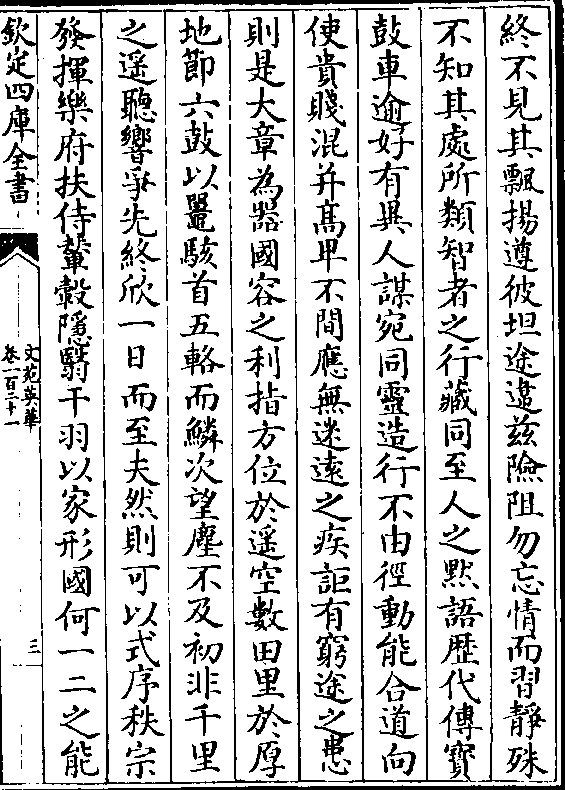 終不見其飄揚遵彼坦途違茲險阻勿忘情而習靜殊
不知其處所類智者之行藏同至人之黙語歴代傳寳
鼓車逾好有異人謀宛同靈造行不由徑動能合道向
使貴賤混并髙卑不間應無迷遠之疾詎有窮途之患
則是大章為器國容之利指方位於遥空數田里於厚
地節六鼓以鼉駭首五輅而鱗次望塵不及初非千里
之遥聽響爭先終欣一日而至夫然則可以式序秩宗
發揮樂府扶侍輦轂隱翳干羽以家形國何一二之能
欽定四庫全書
文苑英華
卷一百二十一
三